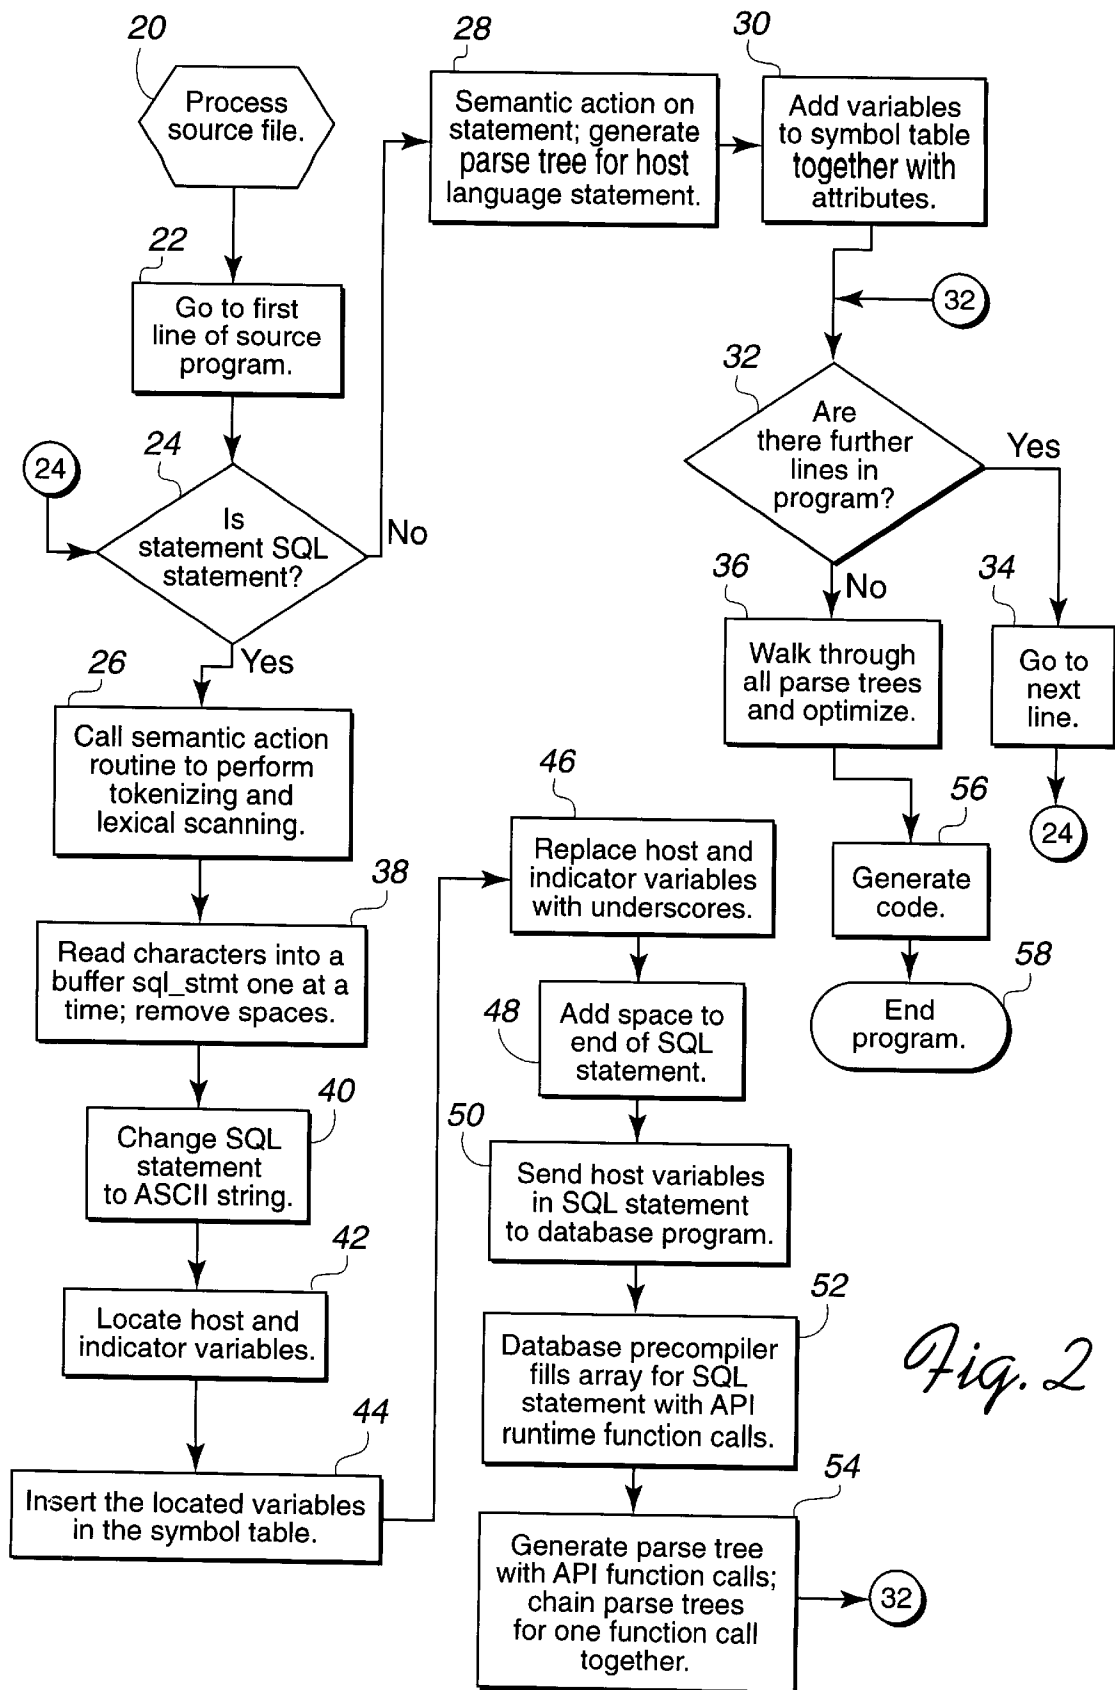 20
Process
source file.
22
Go to first
line of source
program.
24
24
Is
statement SQL
statement?
No
Yes
28
Semantic action on
statement; generate
parse tree for host
language statement.
30
Add variables
to symbol table
together with
attributes.
32
32
Are
there further
lines in
program?
Yes
No
34
Go to
next
line.
24
36
Walk through
all parse trees
and optimize.
56
Generate
code.
58
End
program.
26
Call semantic action
routine to perform
tokenizing and
lexical scanning.
38
Read characters into a
buffer sql_stmt one at a
time; remove spaces.
40
Change SQL
statement
to ASCII string.
42
Locate host and
indicator variables.
44
Insert the located variables
in the symbol table.
46
Replace host and
indicator variables
with underscores.
48
Add space to
end of SQL
statement.
50
Send host variables
in SQL statement
to database program.
52
Database precompiler
fills array for SQL
statement with API
runtime function calls.
54
Generate parse tree
with API function calls;
chain parse trees
for one function call
together.
32
Fig. 2